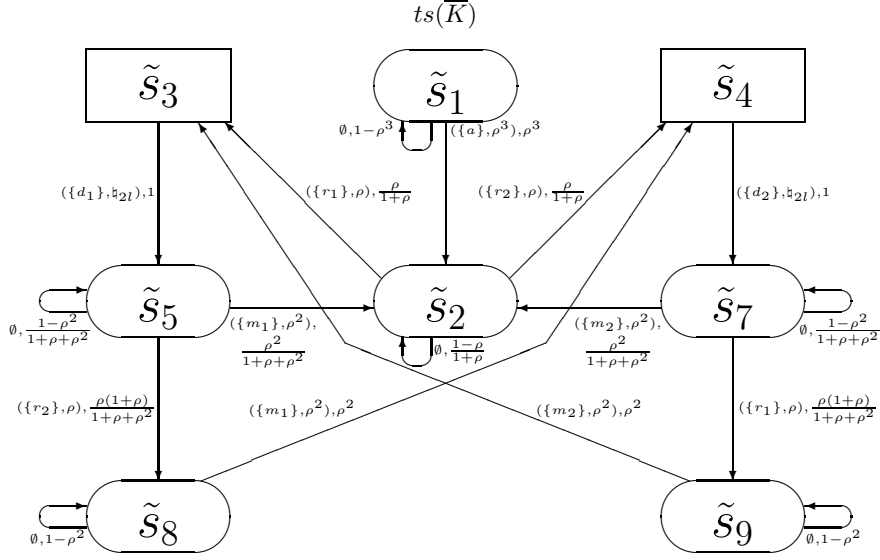 ts(K̅)
s̃₃
s̃₁
s̃₄
∅,1−ρ³
({a},ρ³),ρ³
({d₁},♮₂ₗ),1
({r₁},ρ), ρ/(1+ρ)
({r₂},ρ), ρ/(1+ρ)
({d₂},♮₂ₗ),1
s̃₅
s̃₂
s̃₇
∅, (1−ρ²)/(1+ρ+ρ²)
({m₁},ρ²),
ρ²/(1+ρ+ρ²)
∅, (1−ρ)/(1+ρ)
({m₂},ρ²),
ρ²/(1+ρ+ρ²)
∅, (1−ρ²)/(1+ρ+ρ²)
({r₂},ρ), ρ(1+ρ)/(1+ρ+ρ²)
({m₁},ρ²),ρ²
({m₂},ρ²),ρ²
({r₁},ρ), ρ(1+ρ)/(1+ρ+ρ²)
s̃₈
s̃₉
∅,1−ρ²
∅,1−ρ²